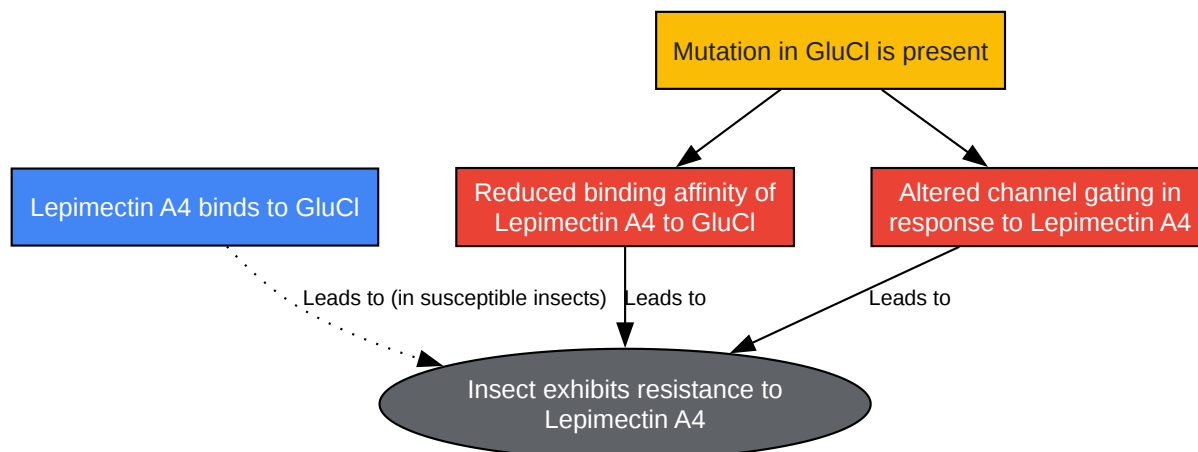 Mutation in GluCl is present
Lepimectin A4 binds to GluCl
Reduced binding affinity of
Lepimectin A4 to GluCl
Altered channel gating in
response to Lepimectin A4
Leads to (in susceptible insects)
Leads to
Leads to
Insect exhibits resistance to
Lepimectin A4